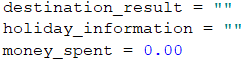 destination_result = ""
holiday_information = ""
money_spent = 0.00